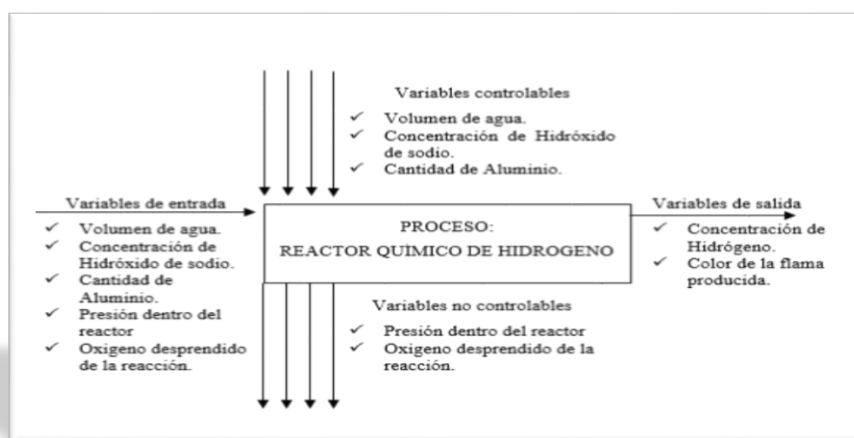 Variables controlables
✓ Volumen de agua.
✓ Concentración de Hidróxido
de sodio.
✓ Cantidad de Aluminio.
Variables de entrada
✓ Volumen de agua.
✓ Concentración de
Hidróxido de sodio.
✓ Cantidad de
Aluminio.
✓ Presión dentro del
reactor
✓ Oxigeno desprendido
de la reacción.
PROCESO:
REACTOR QUÍMICO DE HIDROGENO
Variables de salida
✓ Concentración de
Hidrógeno.
✓ Color de la flama
producida.
Variables no controlables
✓ Presión dentro del reactor
✓ Oxigeno desprendido de la
reacción.